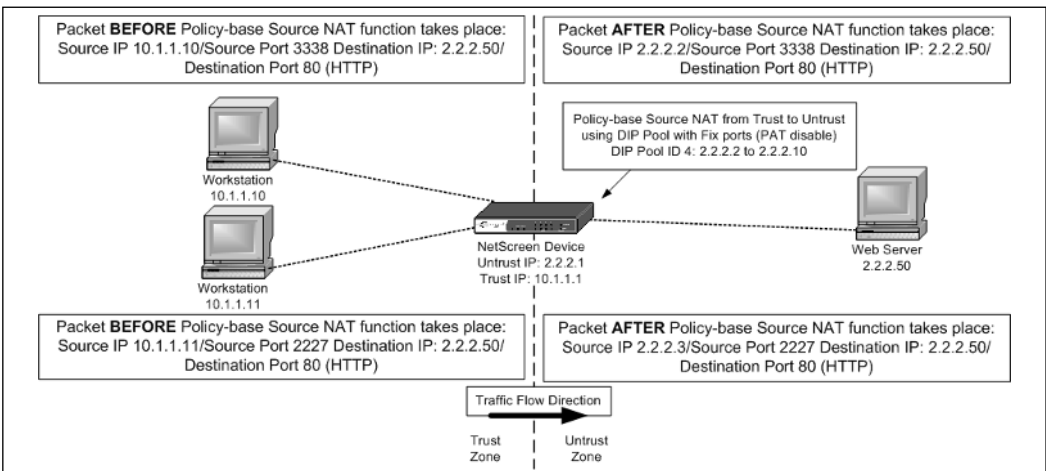 Packet BEFORE Policy-base Source NAT function takes place:
Source IP 10.1.1.10/Source Port 3338 Destination IP: 2.2.2.50/
Destination Port 80 (HTTP)
Packet AFTER Policy-base Source NAT function takes place:
Source IP 2.2.2.2/Source Port 3338 Destination IP: 2.2.2.50/
Destination Port 80 (HTTP)
Policy-base Source NAT from Trust to Untrust
using DIP Pool with Fix ports (PAT disable)
DIP Pool ID 4: 2.2.2.2 to 2.2.2.10
Workstation
10.1.1.10
Workstation
10.1.1.11
NetScreen Device
Untrust IP: 2.2.2.1
Trust IP: 10.1.1.1
Web Server
2.2.2.50
Packet BEFORE Policy-base Source NAT function takes place:
Source IP 10.1.1.11/Source Port 2227 Destination IP: 2.2.2.50/
Destination Port 80 (HTTP)
Packet AFTER Policy-base Source NAT function takes place:
Source IP 2.2.2.3/Source Port 2227 Destination IP: 2.2.2.50/
Destination Port 80 (HTTP)
Traffic Flow Direction
Trust
Zone
Untrust
Zone